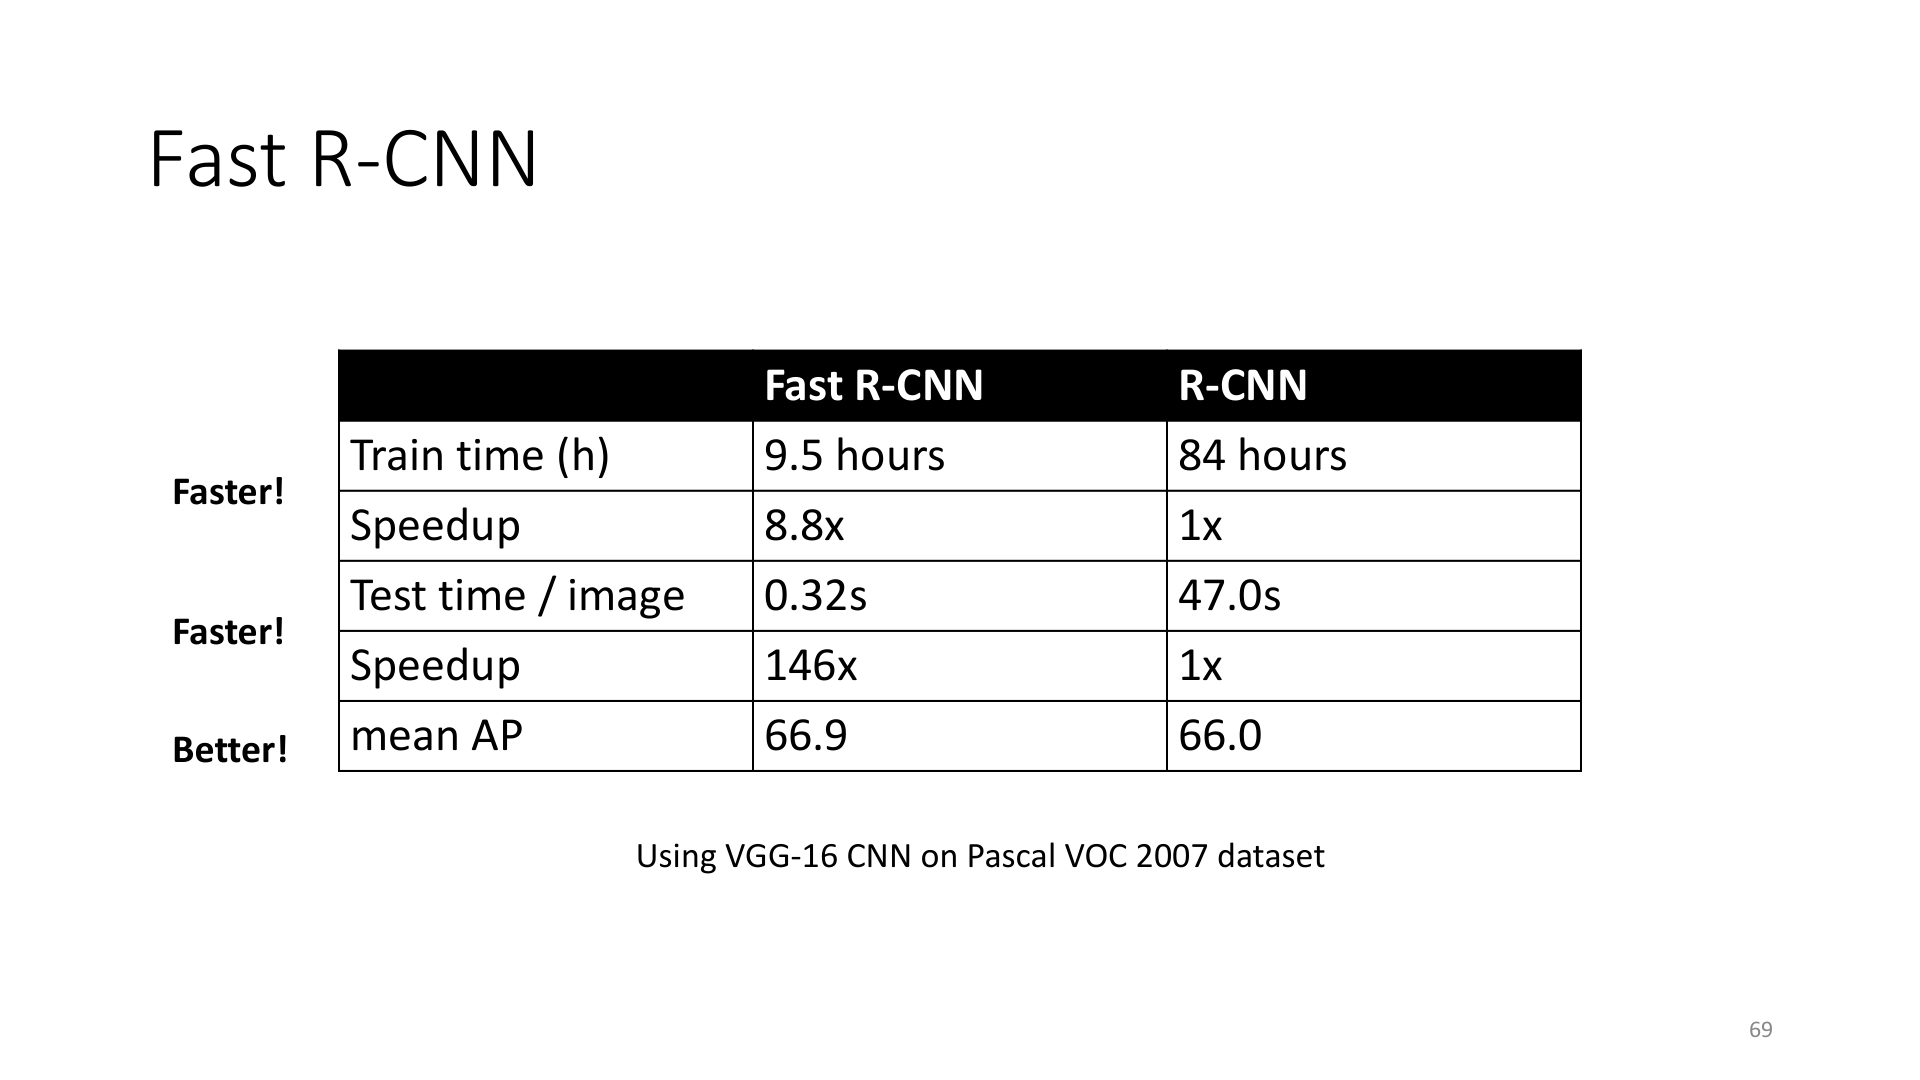 Fast R-CNN
Fast R-CNN R-CNN
Train time (h) 9.5 hours 84 hours
Faster!
Speedup 8.8x 1x
Test time / image 0.32s 47.0s
Faster!
Speedup 146x 1x
mean AP 66.9 66.0
Better!
Using VGG-16 CNN on Pascal VOC 2007 dataset
69